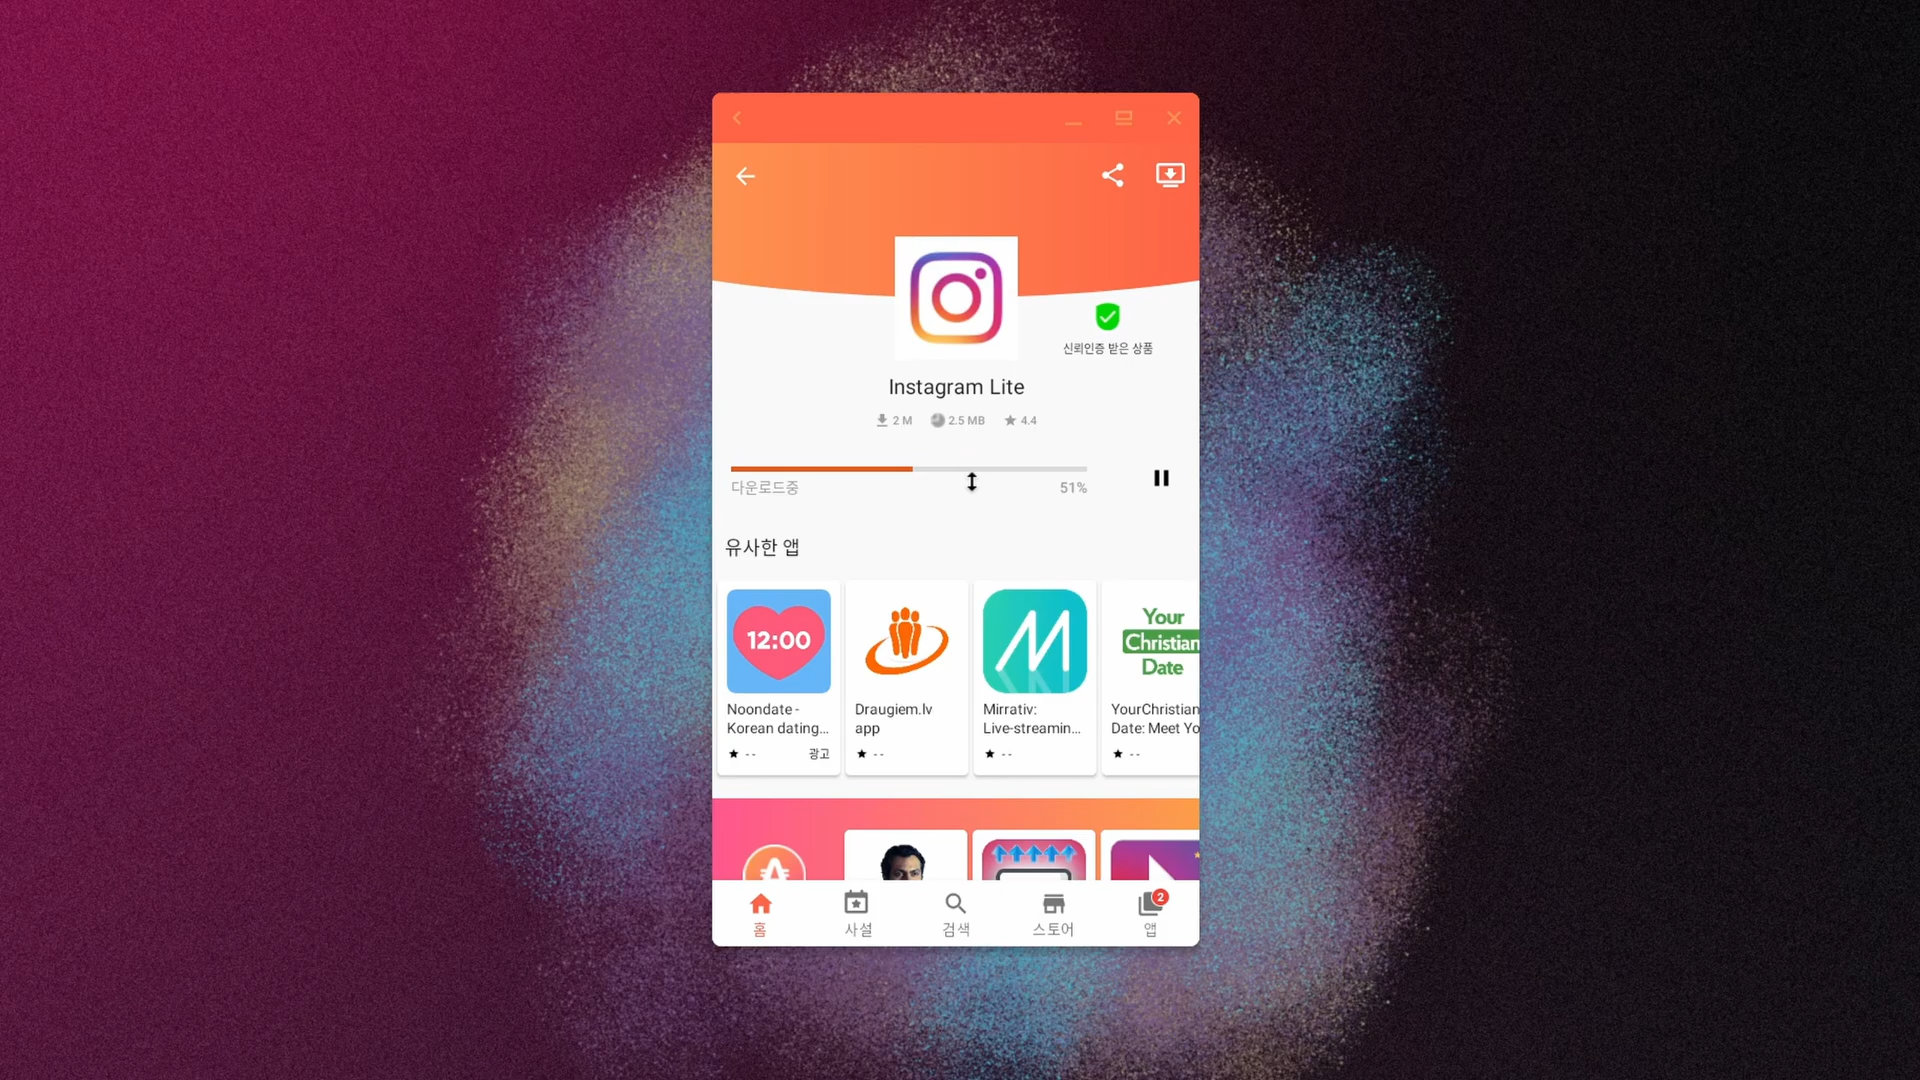 신뢰인증 받은 상품
Instagram Lite
2 M 2.5 MB 4.4
다운로드중 51%
유사한 앱
12:00
Your
Christian
Date
Noondate -
Korean dating...
Draugiem.lv
app
Mirrativ:
Live-streamin...
YourChristian
Date: Meet Yo
-- 광고
--
--
--
2
홈 사설 검색 스토어 앱